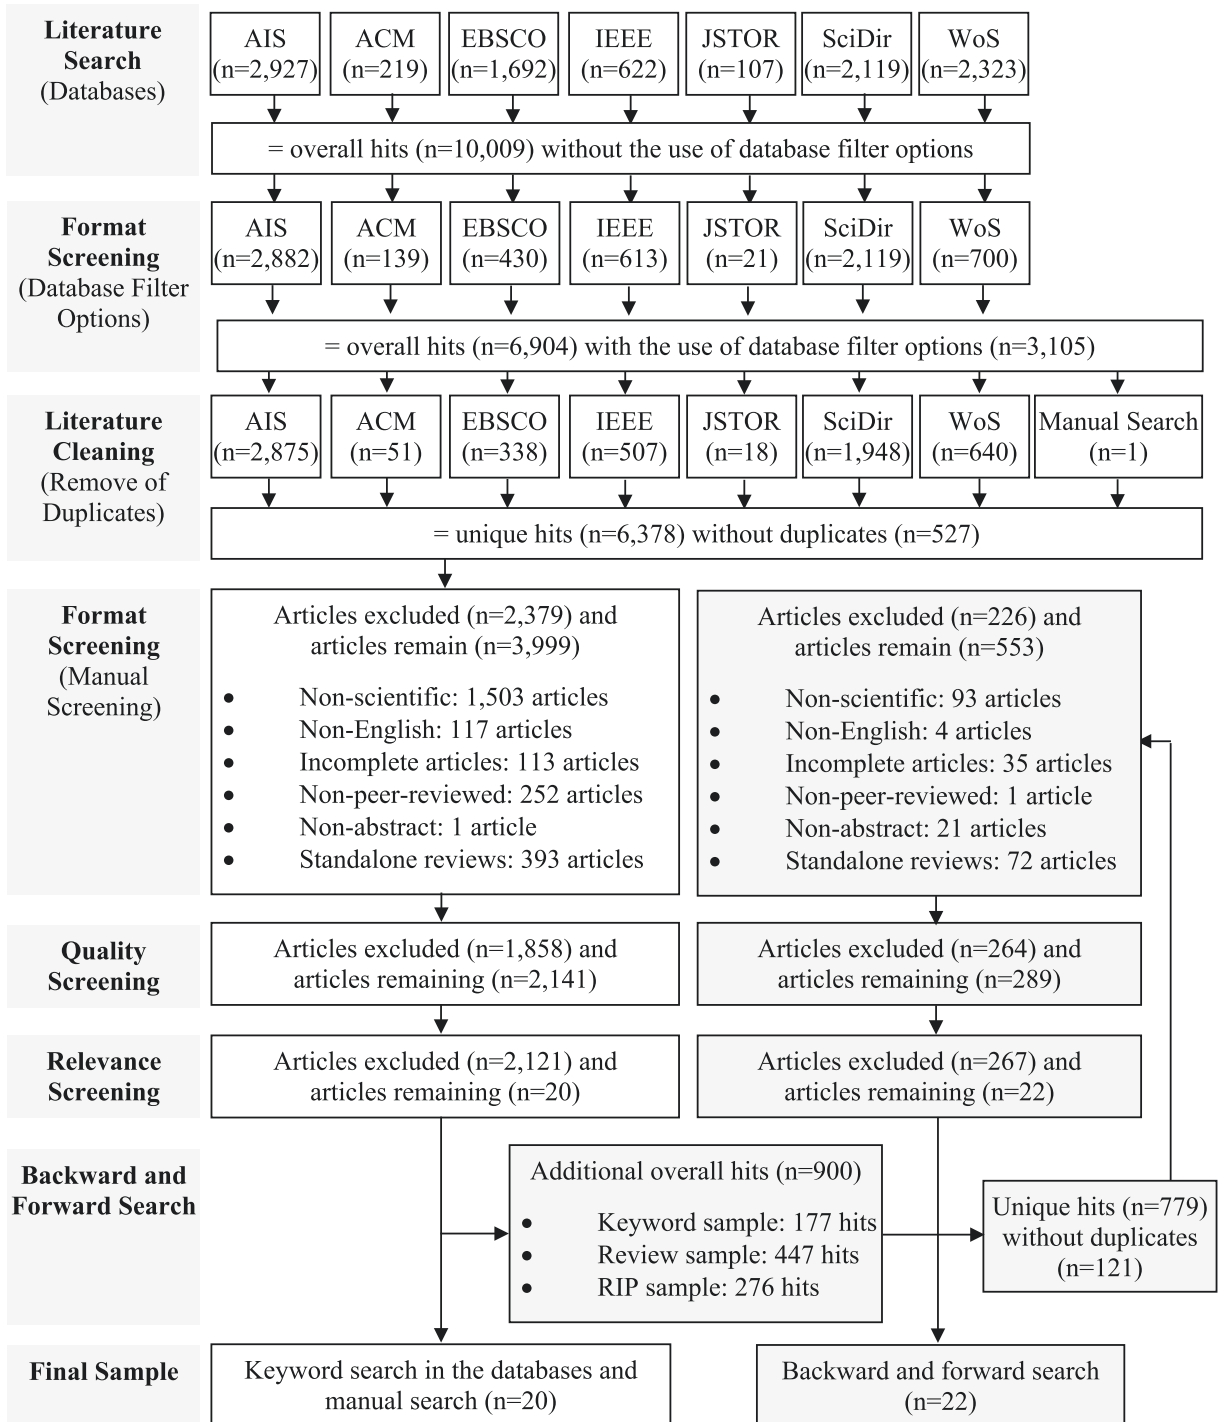 Literature
Search
(Databases)
AIS
(n=2,927)
ACM
(n=219)
EBSCO
(n=1,692)
IEEE
(n=622)
JSTOR
(n=107)
SciDir
(n=2,119)
WoS
(n=2,323)
= overall hits (n=10,009) without the use of database filter options
Format
Screening
(Database Filter
Options)
AIS
(n=2,882)
ACM
(n=139)
EBSCO
(n=430)
IEEE
(n=613)
JSTOR
(n=21)
SciDir
(n=2,119)
WoS
(n=700)
= overall hits (n=6,904) with the use of database filter options (n=3,105)
Literature
Cleaning
(Remove of
Duplicates)
AIS
(n=2,875)
ACM
(n=51)
EBSCO
(n=338)
IEEE
(n=507)
JSTOR
(n=18)
SciDir
(n=1,948)
WoS
(n=640)
Manual Search
(n=1)
= unique hits (n=6,378) without duplicates (n=527)
Format
Screening
(Manual
Screening)
Articles excluded (n=2,379) and
articles remain (n=3,999)
• Non-scientific: 1,503 articles
• Non-English: 117 articles
• Incomplete articles: 113 articles
• Non-peer-reviewed: 252 articles
• Non-abstract: 1 article
• Standalone reviews: 393 articles
Articles excluded (n=226) and
articles remain (n=553)
• Non-scientific: 93 articles
• Non-English: 4 articles
• Incomplete articles: 35 articles
• Non-peer-reviewed: 1 article
• Non-abstract: 21 articles
• Standalone reviews: 72 articles
Quality
Screening
Articles excluded (n=1,858) and
articles remaining (n=2,141)
Articles excluded (n=264) and
articles remaining (n=289)
Relevance
Screening
Articles excluded (n=2,121) and
articles remaining (n=20)
Articles excluded (n=267) and
articles remaining (n=22)
Backward and
Forward Search
Additional overall hits (n=900)
• Keyword sample: 177 hits
• Review sample: 447 hits
• RIP sample: 276 hits
Unique hits (n=779)
without duplicates
(n=121)
Final Sample
Keyword search in the databases and
manual search (n=20)
Backward and forward search
(n=22)